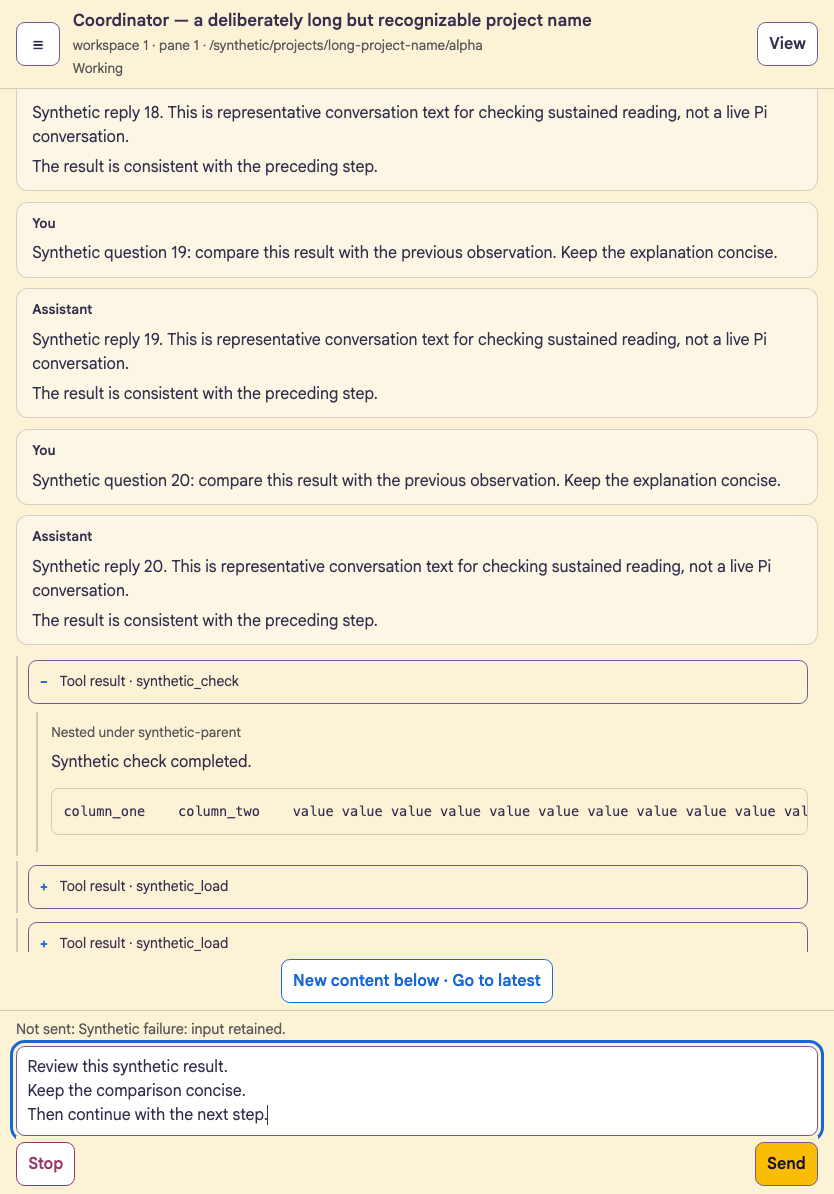 ≡
Coordinator — a deliberately long but recognizable project name
workspace 1 · pane 1 · /synthetic/projects/long-project-name/alpha
Working
View
Synthetic reply 18. This is representative conversation text for checking sustained reading, not a live Pi
conversation.
The result is consistent with the preceding step.
You
Synthetic question 19: compare this result with the previous observation. Keep the explanation concise.
Assistant
Synthetic reply 19. This is representative conversation text for checking sustained reading, not a live Pi
conversation.
The result is consistent with the preceding step.
You
Synthetic question 20: compare this result with the previous observation. Keep the explanation concise.
Assistant
Synthetic reply 20. This is representative conversation text for checking sustained reading, not a live Pi
conversation.
The result is consistent with the preceding step.
− Tool result · synthetic_check
Nested under synthetic-parent
Synthetic check completed.
column_one    column_two    value value value value value value value value value value val
+ Tool result · synthetic_load
+ Tool result · synthetic_load
New content below · Go to latest
Not sent: Synthetic failure: input retained.
Review this synthetic result.
Keep the comparison concise.
Then continue with the next step.
Stop
Send